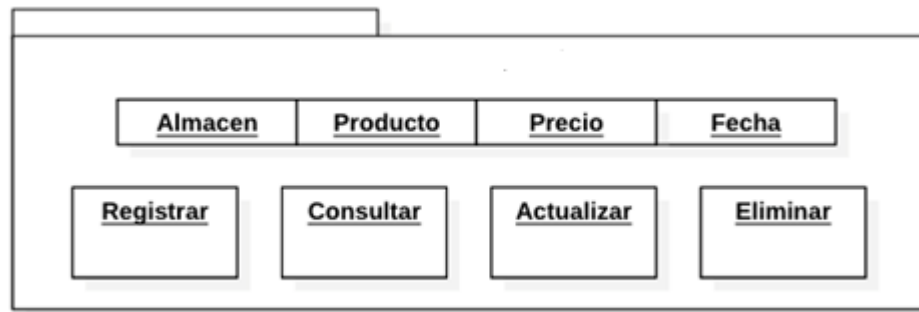 Almacen Producto Precio Fecha
Registrar Consultar Actualizar Eliminar